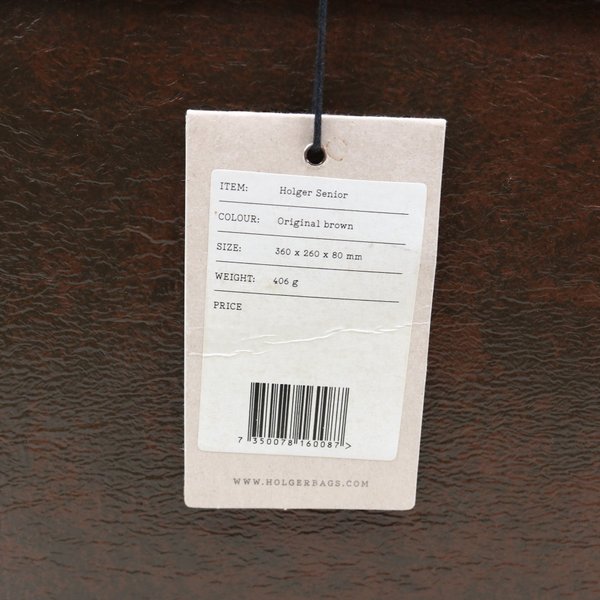 ITEM: Holger Senior
COLOUR: Original brown
SIZE: 360 x 260 x 80 mm
WEIGHT: 406 g
PRICE
7 350078 160087 >
WWW.HOLGERBAGS.COM